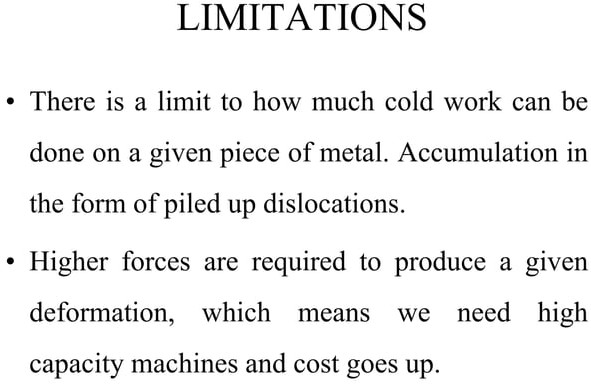 LIMITATIONS
• There is a limit to how much cold work can be
done on a given piece of metal. Accumulation in
the form of piled up dislocations.
• Higher forces are required to produce a given
deformation, which means we need high
capacity machines and cost goes up.